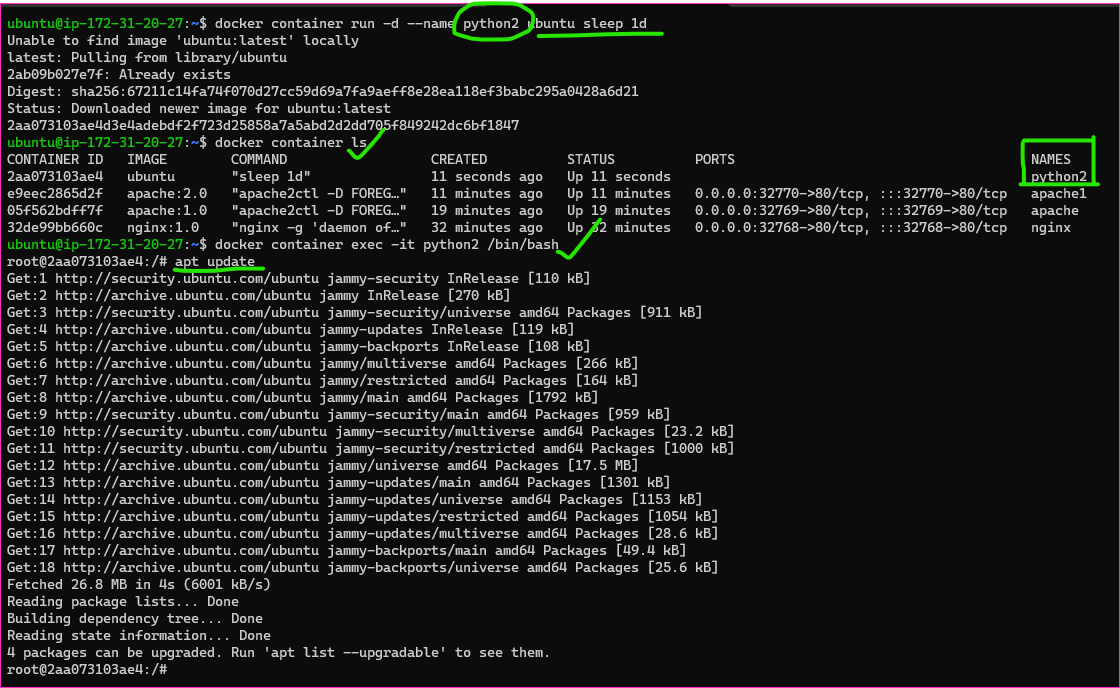 ubuntu@ip-172-31-20-27:~$ docker container run -d --name python2 ubuntu sleep 1d
Unable to find image 'ubuntu:latest' locally
latest: Pulling from library/ubuntu
2ab09b027e7f: Already exists
Digest: sha256:67211c14fa74f070d27cc59d69a7fa9aeff8e28ea118ef3babc295a0428a6d21
Status: Downloaded newer image for ubuntu:latest
2aa073103ae4d3e4adebdf2f723d25858a7a5abd2d2dd705f849242dc6bf1847
ubuntu@ip-172-31-20-27:~$ docker container ls
CONTAINER ID   IMAGE        COMMAND                  CREATED          STATUS          PORTS                                     NAMES
2aa073103ae4   ubuntu       "sleep 1d"               11 seconds ago   Up 11 seconds                                             python2
e9eec2865d2f   apache:2.0   "apache2ctl -D FOREG…"   11 minutes ago   Up 11 minutes   0.0.0.0:32770->80/tcp, :::32770->80/tcp   apache1
05f562bdff7f   apache:1.0   "apache2ctl -D FOREG…"   19 minutes ago   Up 19 minutes   0.0.0.0:32769->80/tcp, :::32769->80/tcp   apache
32de99bb660c   nginx:1.0    "nginx -g 'daemon of…"   32 minutes ago   Up 32 minutes   0.0.0.0:32768->80/tcp, :::32768->80/tcp   nginx
ubuntu@ip-172-31-20-27:~$ docker container exec -it python2 /bin/bash
root@2aa073103ae4:/# apt update
Get:1 http://security.ubuntu.com/ubuntu jammy-security InRelease [110 kB]
Get:2 http://archive.ubuntu.com/ubuntu jammy InRelease [270 kB]
Get:3 http://security.ubuntu.com/ubuntu jammy-security/universe amd64 Packages [911 kB]
Get:4 http://archive.ubuntu.com/ubuntu jammy-updates InRelease [119 kB]
Get:5 http://archive.ubuntu.com/ubuntu jammy-backports InRelease [108 kB]
Get:6 http://archive.ubuntu.com/ubuntu jammy/multiverse amd64 Packages [266 kB]
Get:7 http://archive.ubuntu.com/ubuntu jammy/restricted amd64 Packages [164 kB]
Get:8 http://archive.ubuntu.com/ubuntu jammy/main amd64 Packages [1792 kB]
Get:9 http://security.ubuntu.com/ubuntu jammy-security/main amd64 Packages [959 kB]
Get:10 http://security.ubuntu.com/ubuntu jammy-security/multiverse amd64 Packages [23.2 kB]
Get:11 http://security.ubuntu.com/ubuntu jammy-security/restricted amd64 Packages [1000 kB]
Get:12 http://archive.ubuntu.com/ubuntu jammy/universe amd64 Packages [17.5 MB]
Get:13 http://archive.ubuntu.com/ubuntu jammy-updates/main amd64 Packages [1301 kB]
Get:14 http://archive.ubuntu.com/ubuntu jammy-updates/universe amd64 Packages [1153 kB]
Get:15 http://archive.ubuntu.com/ubuntu jammy-updates/restricted amd64 Packages [1054 kB]
Get:16 http://archive.ubuntu.com/ubuntu jammy-updates/multiverse amd64 Packages [28.6 kB]
Get:17 http://archive.ubuntu.com/ubuntu jammy-backports/main amd64 Packages [49.4 kB]
Get:18 http://archive.ubuntu.com/ubuntu jammy-backports/universe amd64 Packages [25.6 kB]
Fetched 26.8 MB in 4s (6001 kB/s)
Reading package lists... Done
Building dependency tree... Done
Reading state information... Done
4 packages can be upgraded. Run 'apt list --upgradable' to see them.
root@2aa073103ae4:/#